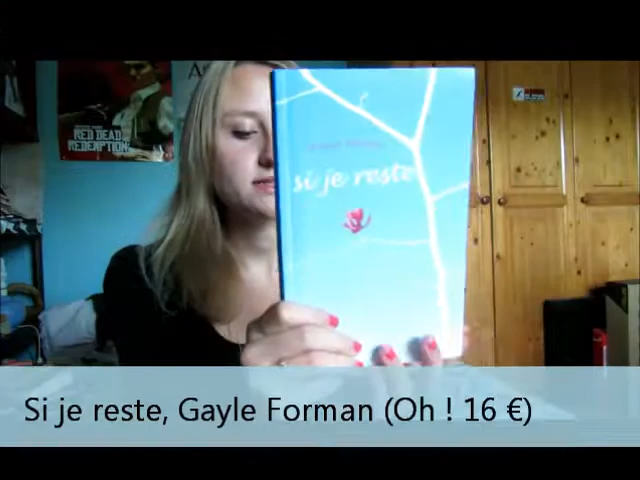 RED DEAD
REDEMPTION
si je reste
Si je reste, Gayle Forman (Oh ! 16 €)